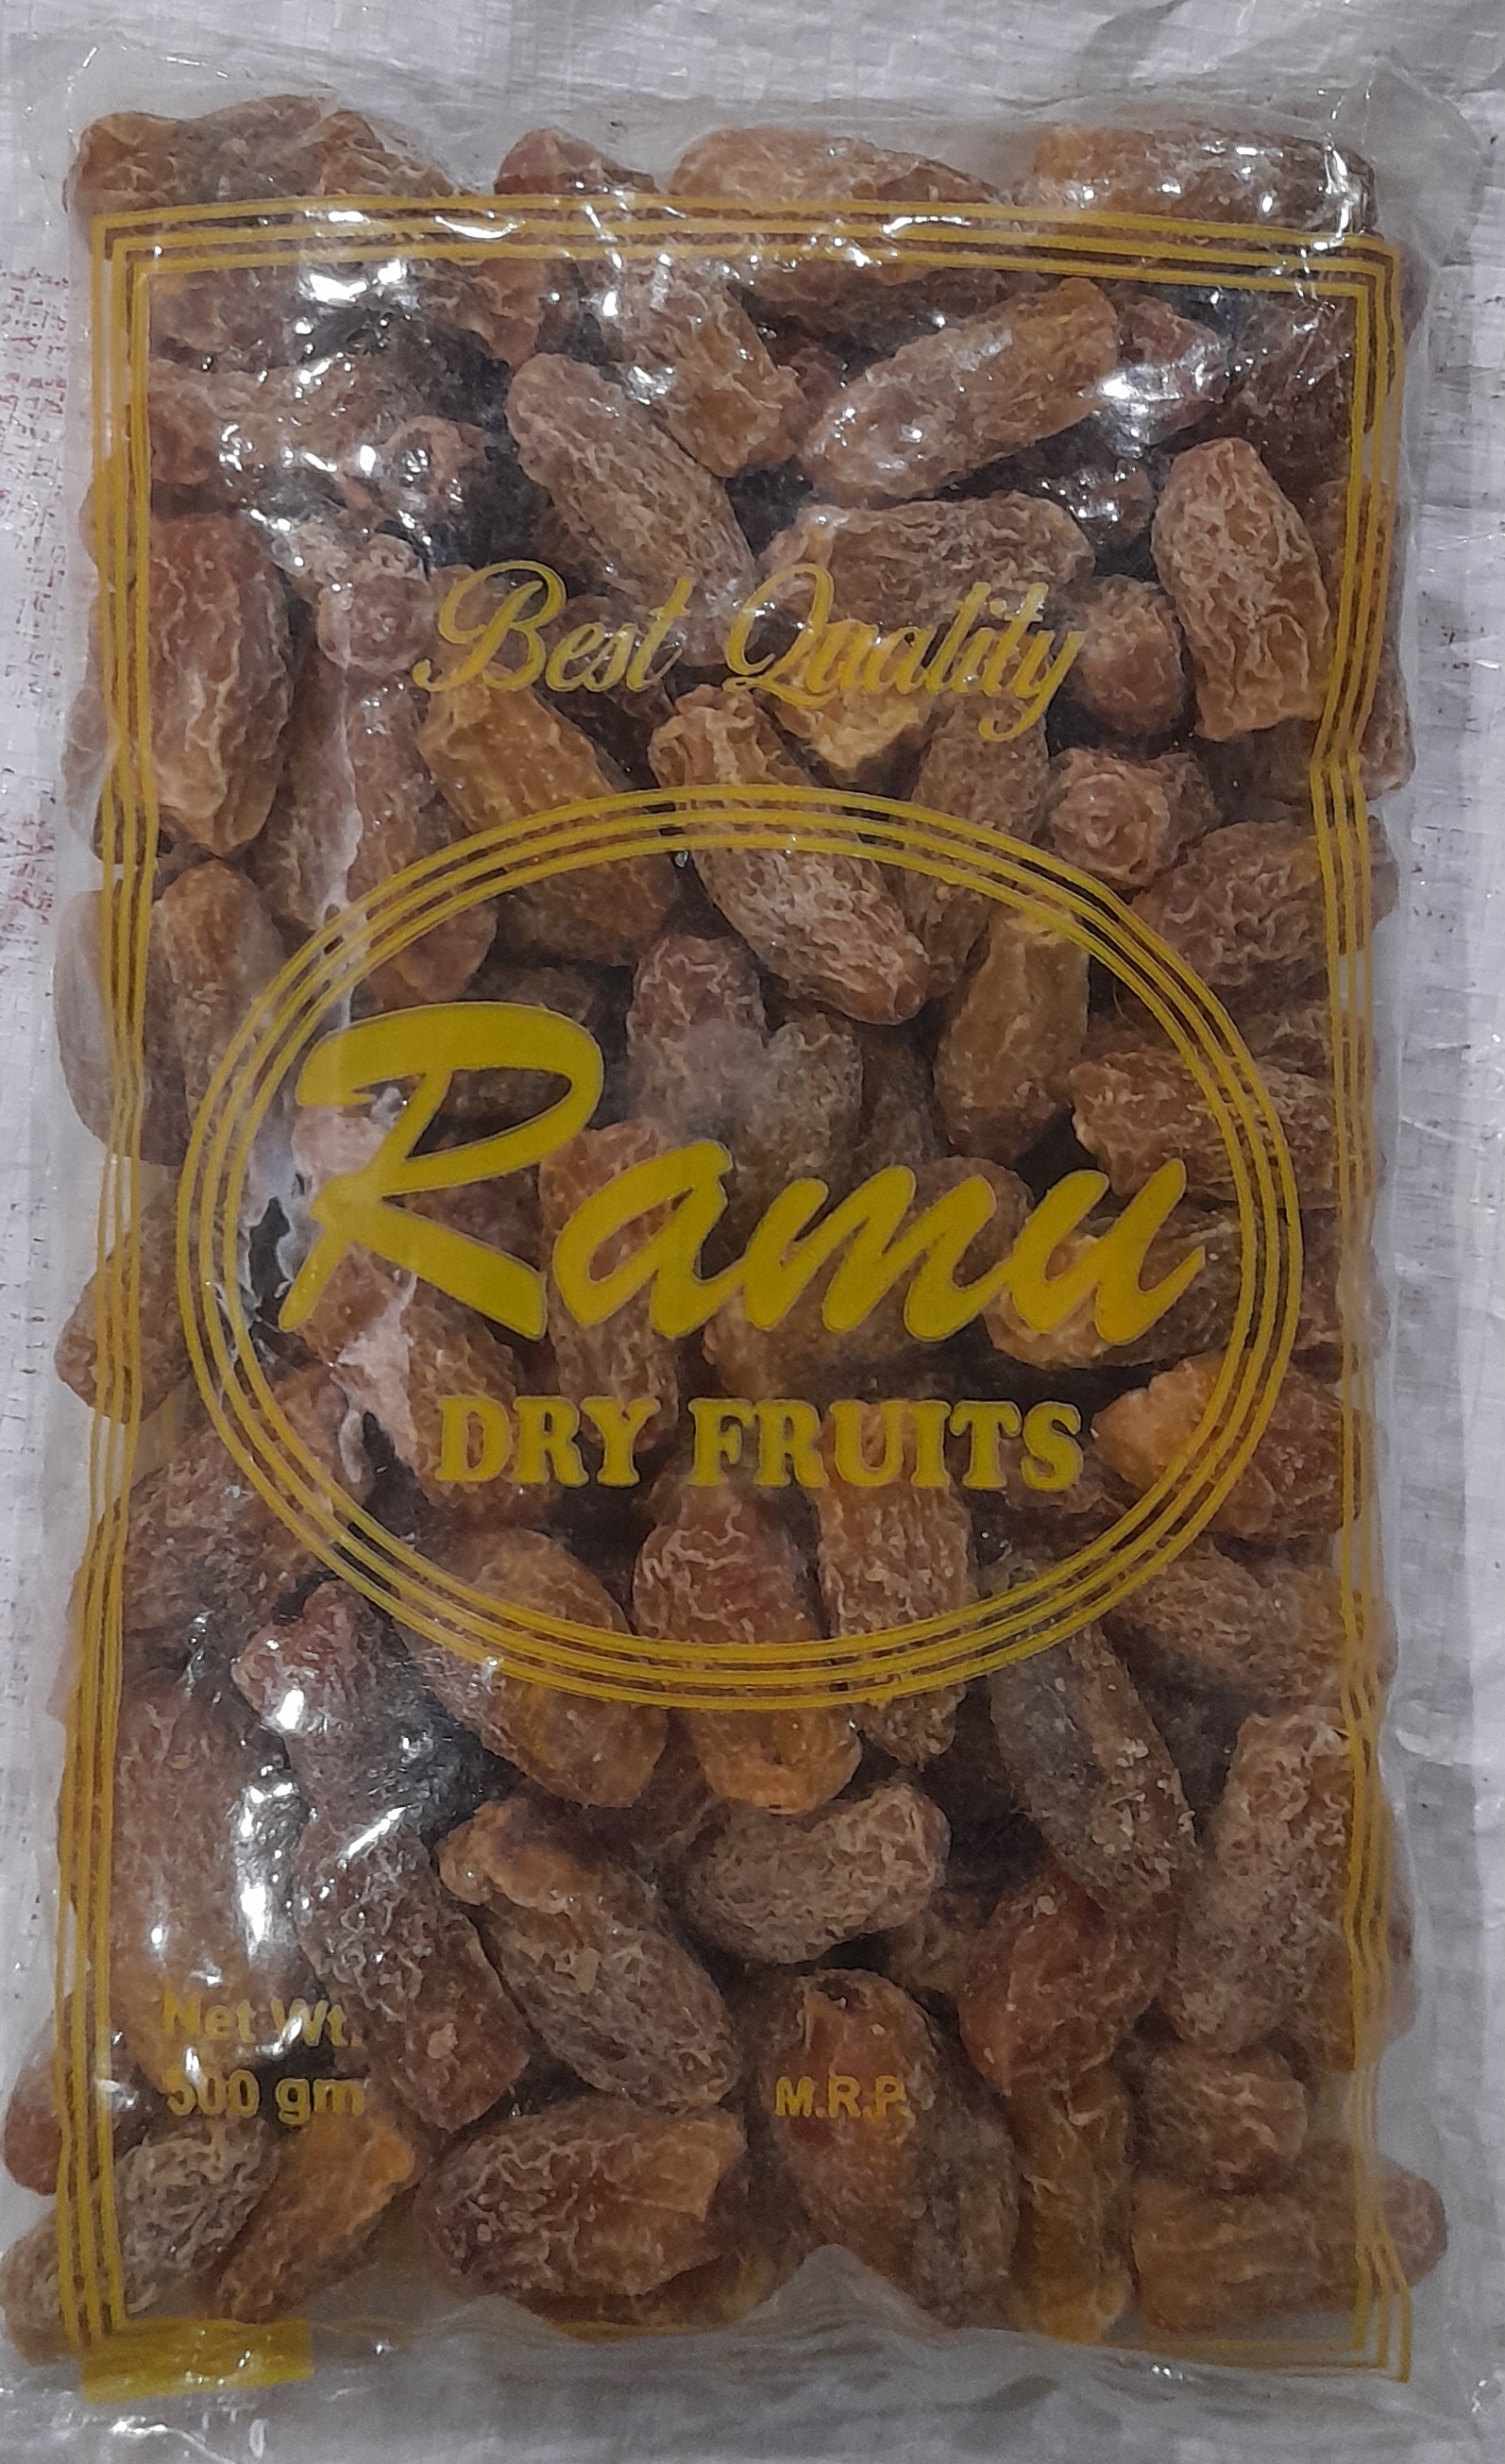 Best Quality
Ramu
DRY FRUITS
Net Wt.
500 gm
M.R.P.